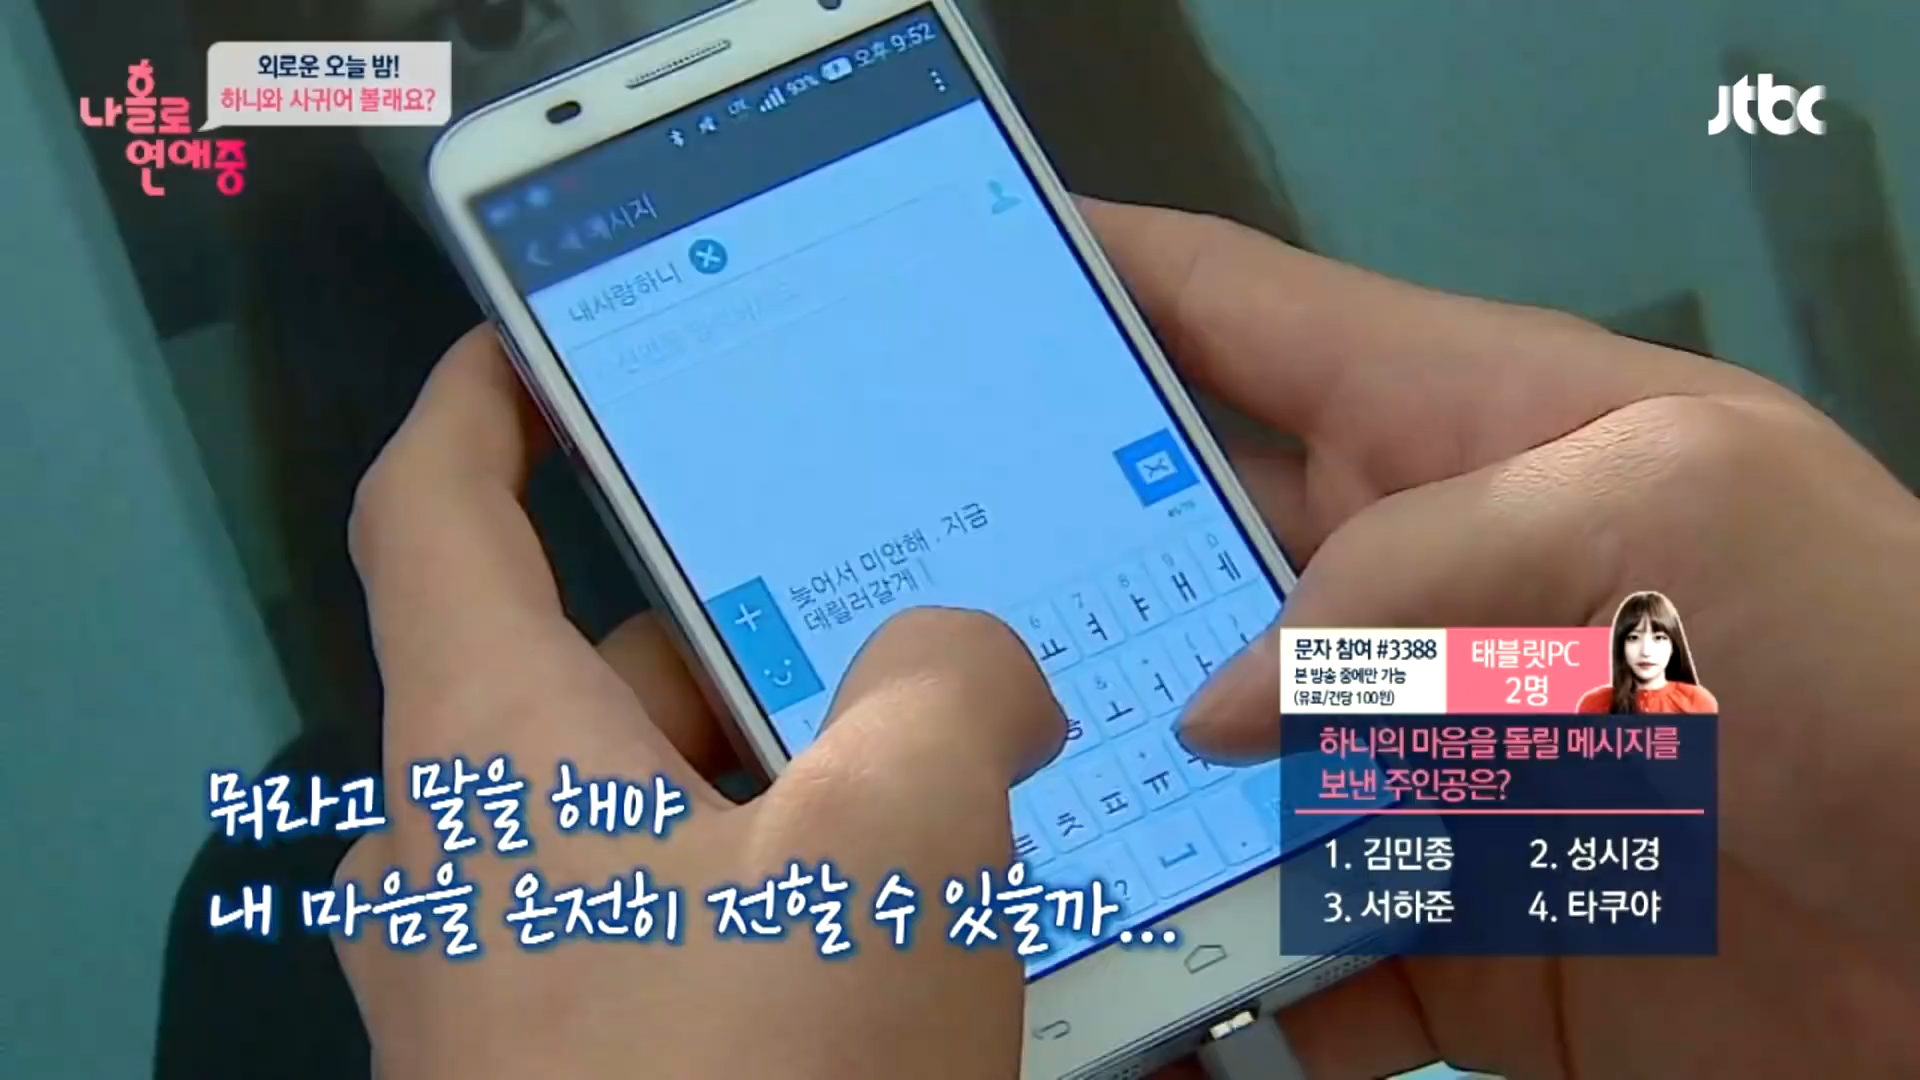 나홀로
연애중
외로운 오늘 밤!
하니와 사귀어 볼래요?
jtbc
93% 오후 9:52
메시지
내사랑하니
늦어서 미안해 . 지금
데릴러갈게
뭐라고 말을 해야
내 마음을 온전히 전할 수 있을까...
문자 참여 #3388
본 방송 중에만 가능
(유료/건당 100원)
태블릿PC
2명
하니의 마음을 돌릴 메시지를
보낸 주인공은?
1. 김민종 2. 성시경
3. 서하준 4. 타쿠야